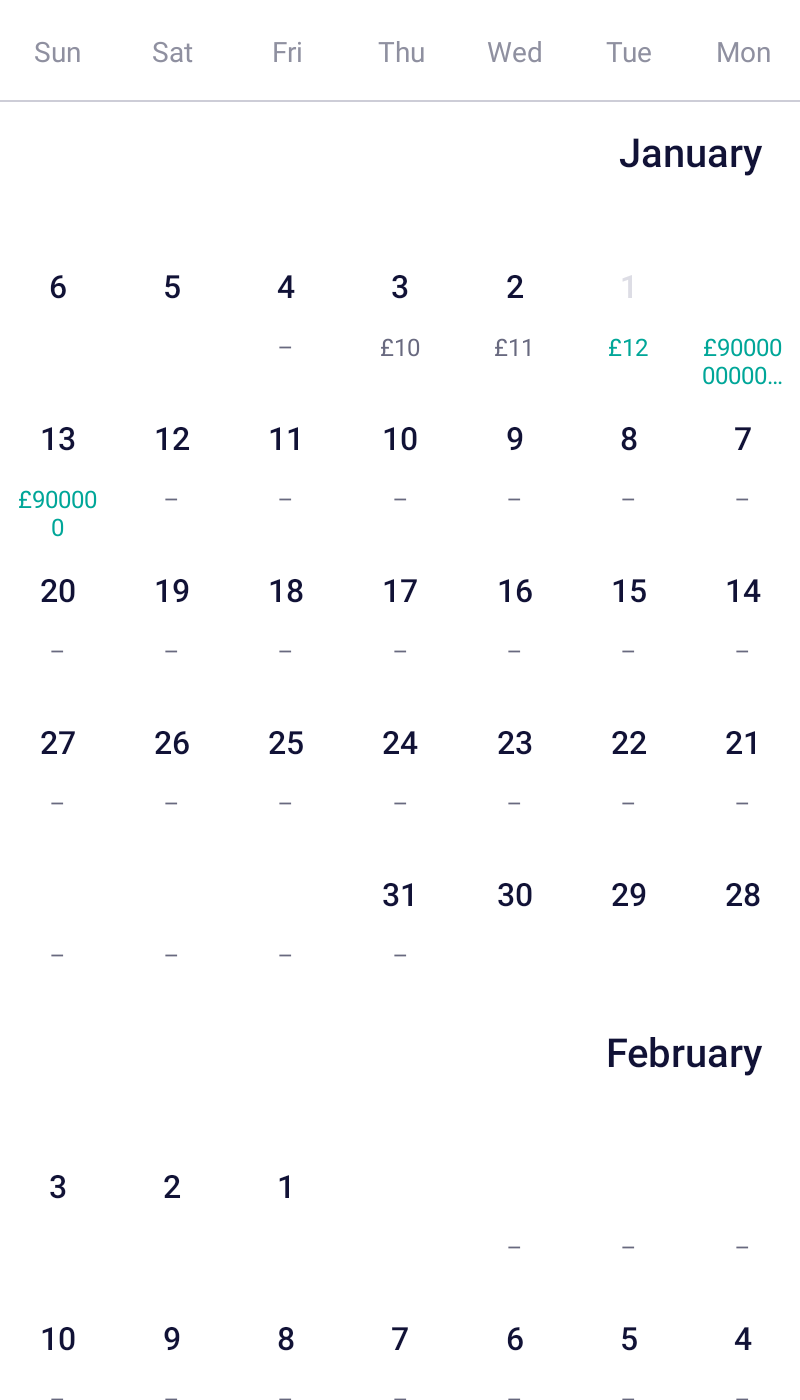 Sun Sat Fri Thu Wed Tue Mon
January
6 5 4 3 2 1
– £10 £11 £12 £90000
00000…
13 12 11 10 9 8 7
£90000 – – – – – –
0
20 19 18 17 16 15 14
– – – – – – –
27 26 25 24 23 22 21
– – – – – – –
31 30 29 28
– – – –
February
3 2 1
– – –
10 9 8 7 6 5 4
– – – – – – –